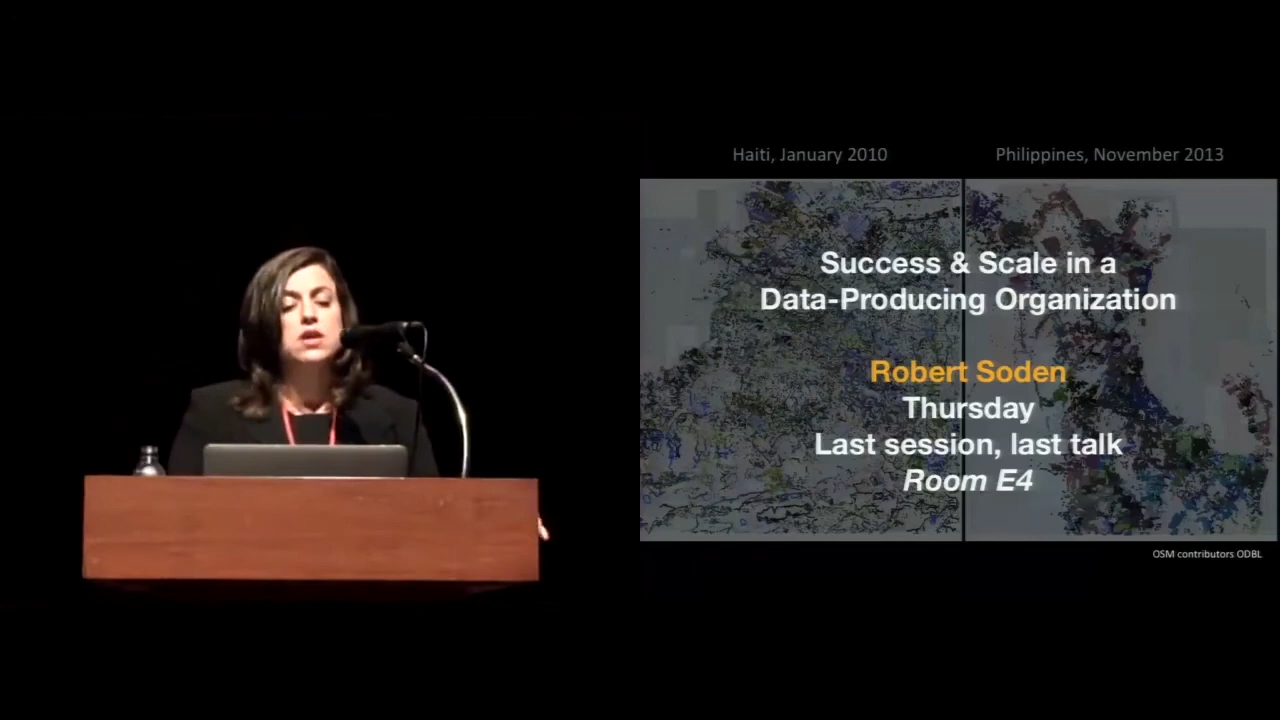 Haiti, January 2010
Philippines, November 2013
Success & Scale in a
Data-Producing Organization
Robert Soden
Thursday
Last session, last talk
Room E4
OSM contributors ODBL